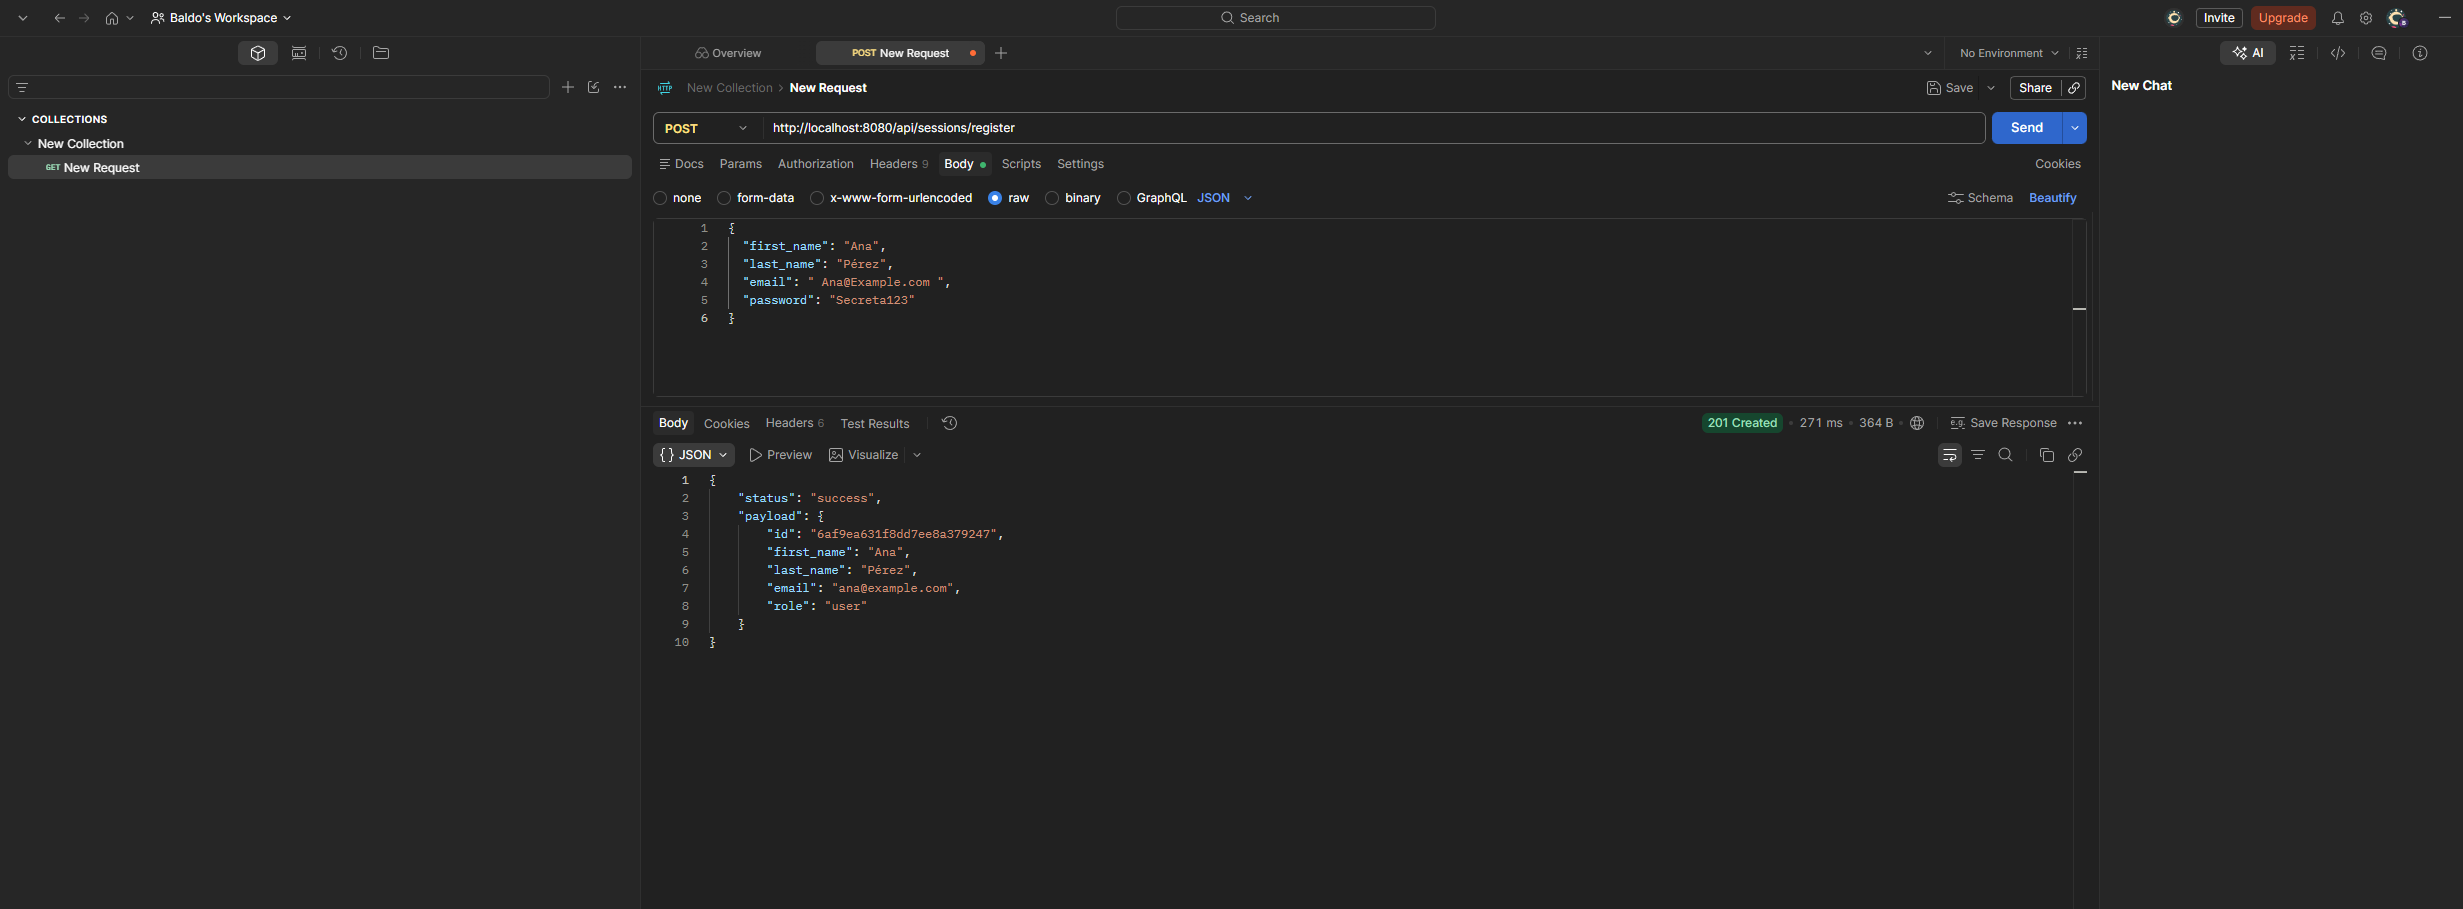 Baldo's Workspace
Search
Invite
Upgrade
Overview
POST New Request
No Environment
AI
New Collection > New Request
Save
Share
New Chat
COLLECTIONS
New Collection
GET New Request
POST
http://localhost:8080/api/sessions/register
Send
Docs Params Authorization Headers 9 Body Scripts Settings
Cookies
none form-data x-www-form-urlencoded raw binary GraphQL JSON
Schema Beautify
1 {
2 "first_name": "Ana",
3 "last_name": "Pérez",
4 "email": " Ana@Example.com ",
5 "password": "Secreta123"
6 }
Body Cookies Headers 6 Test Results
201 Created • 271 ms • 364 B
e.g. Save Response
{} JSON Preview Visualize
1 {
2 "status": "success",
3 "payload": {
4 "id": "6af9ea631f8dd7ee8a379247",
5 "first_name": "Ana",
6 "last_name": "Pérez",
7 "email": "ana@example.com",
8 "role": "user"
9 }
10 }